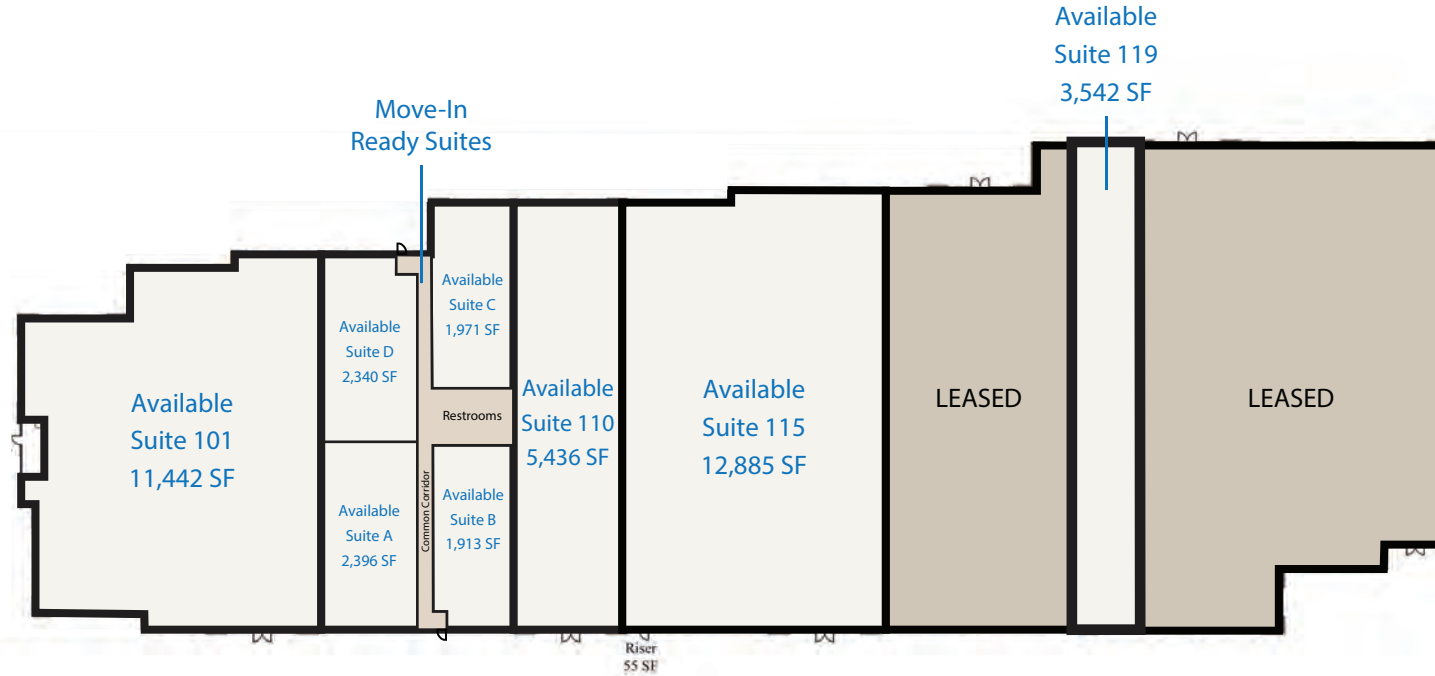 Available
Suite 119
3,542 SF
Move-In
Ready Suites
Available
Suite 101
11,442 SF
Available
Suite D
2,340 SF
Available
Suite A
2,396 SF
Common Corridor
Available
Suite C
1,971 SF
Restrooms
Available
Suite B
1,913 SF
Available
Suite 110
5,436 SF
Available
Suite 115
12,885 SF
LEASED
LEASED
Riser
55 SF